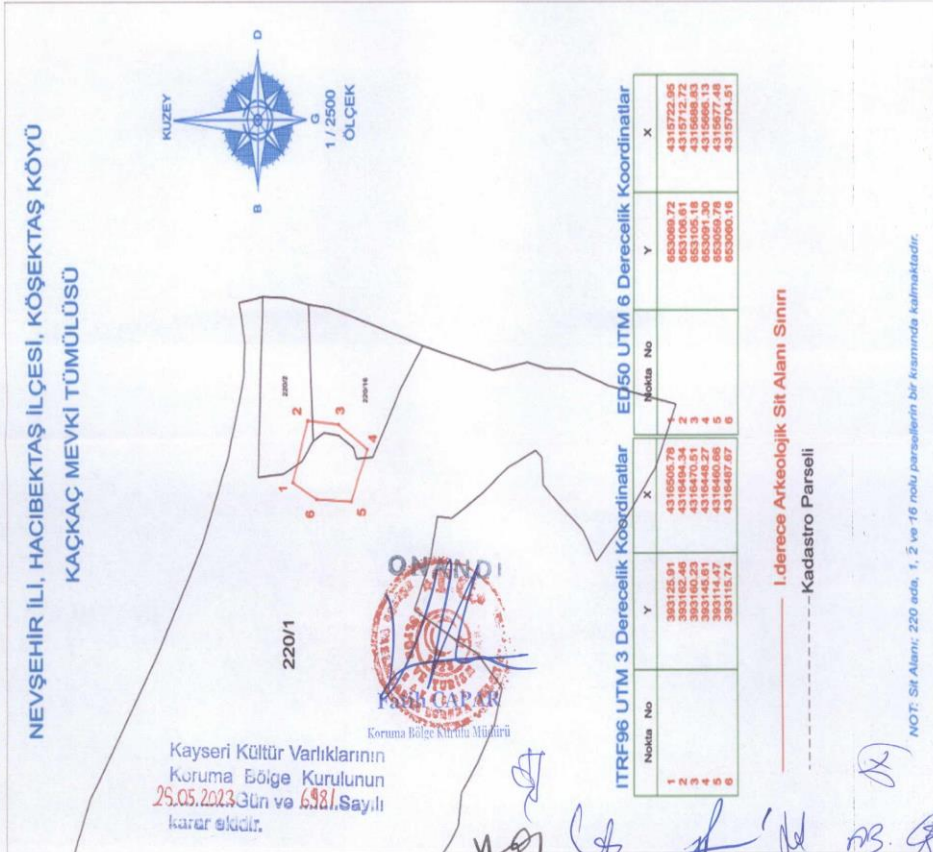 NEVŞEHİR İLİ, HACIBEKTAŞ İLÇESİ, KÖŞEKTAŞ KÖYÜ
KAÇKAÇ MEVKİ TÜMÜLÜSÜ
KUZEY
B
D
G
1 / 2500
ÖLÇEK
220/1
220/2
220/16
1
2
3
4
5
6
Kayseri Kültür Varlıklarının
Koruma Bölge Kurulunun
25.05.2023 Gün ve 6981 Sayılı
karar ekidir.
ONANDI
Fatih ÇAPAR
Koruma Bölge Kurulu Müdürü
ITRF96 UTM 3 Derecelik Koordinatlar
Nokta No Y X
1 393125.91 4316505.78
2 393162.46 4316494.34
3 393160.23 4316470.51
4 393145.61 4316448.27
5 393114.47 4316460.66
6 393115.74 4316487.67
ED50 UTM 6 Derecelik Koordinatlar
Nokta No Y X
1 653069.72 4315722.95
2 653106.61 4315712.72
3 653105.18 4315688.83
4 653091.30 4315666.13
5 653059.78 4315677.48
6 653060.16 4315704.51
I.derece Arkeolojik Sit Alanı Sınırı
Kadastro Parseli
NOT: Sit Alanı; 220 ada, 1, 2 ve 16 nolu parsellerin bir kısmında kalmaktadır.